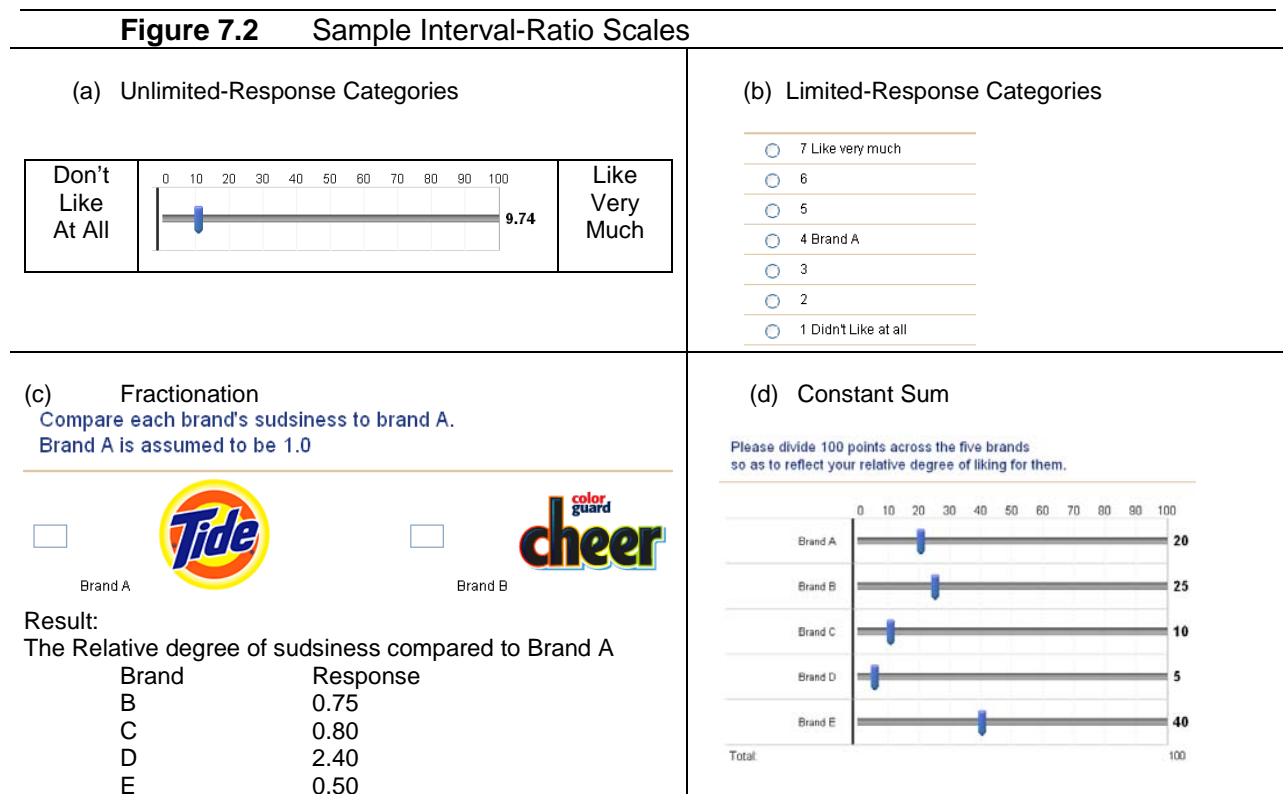 Figure 7.2 Sample Interval-Ratio Scales
(a) Unlimited-Response Categories
Don't
Like
At All
0 10 20 30 40 50 60 70 80 90 100
9.74
Like
Very
Much
(b) Limited-Response Categories
7 Like very much
6
5
4 Brand A
3
2
1 Didn't Like at all
(c) Fractionation
Compare each brand's sudsiness to brand A.
Brand A is assumed to be 1.0
Tide
color
guard
cheer
Brand A Brand B
Result:
The Relative degree of sudsiness compared to Brand A
Brand Response
B 0.75
C 0.80
D 2.40
E 0.50
(d) Constant Sum
Please divide 100 points across the five brands
so as to reflect your relative degree of liking for them.
0 10 20 30 40 50 60 70 80 90 100
Brand A 20
Brand B 25
Brand C 10
Brand D 5
Brand E 40
Total: 100